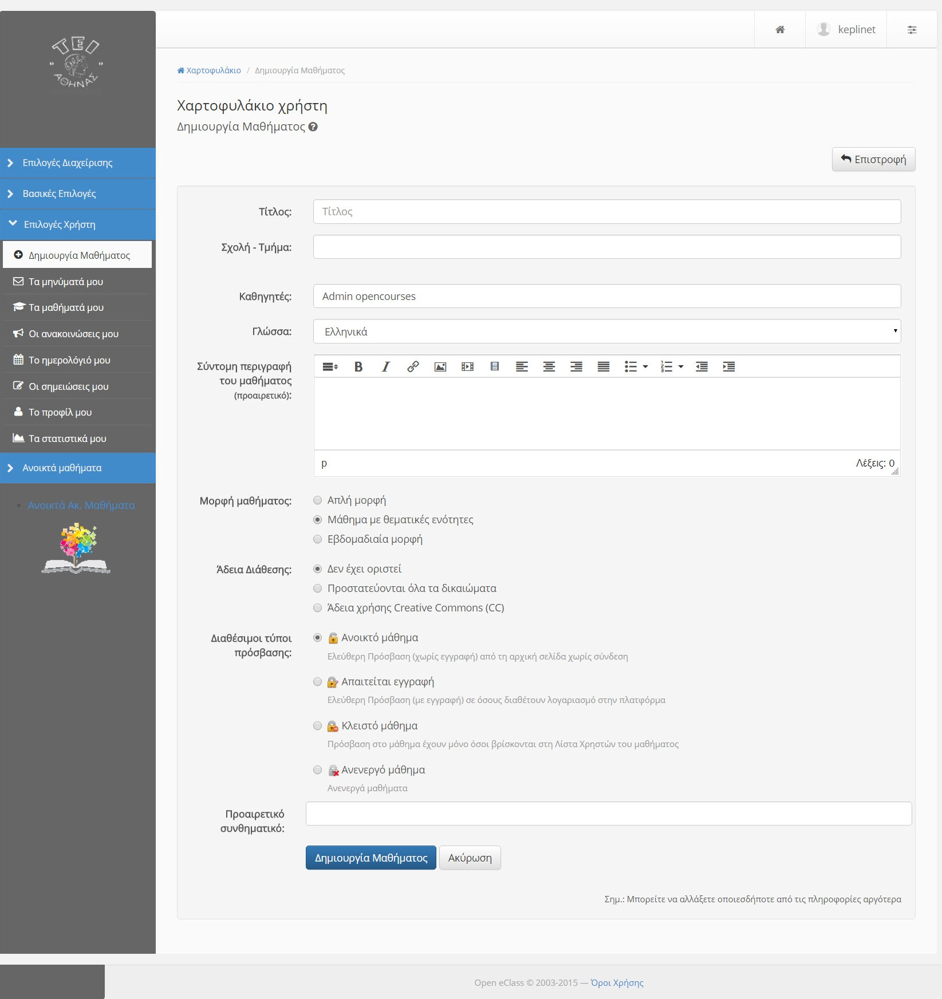 ΤΕΙ
ΑΘΗΝΑΣ
keplinet
Χαρτοφυλάκιο / Δημιουργία Μαθήματος
Χαρτοφυλάκιο χρήστη
Δημιουργία Μαθήματος
Επιστροφή
Επιλογές Διαχείρισης
Βασικές Επιλογές
Επιλογές Χρήστη
Δημιουργία Μαθήματος
Τα μηνύματά μου
Τα μαθήματά μου
Οι ανακοινώσεις μου
Το ημερολόγιό μου
Οι σημειώσεις μου
Το προφίλ μου
Τα στατιστικά μου
Ανοικτά μαθήματα
Ανοικτά Ακ. Μαθήματα
Τίτλος: Τίτλος
Σχολή - Τμήμα:
Καθηγητές: Admin opencourses
Γλώσσα: Ελληνικά
Σύντομη περιγραφή
του μαθήματος
(προαιρετικό):
p Λέξεις: 0
Μορφή μαθήματος: Απλή μορφή
Μάθημα με θεματικές ενότητες
Εβδομαδιαία μορφή
Άδεια Διάθεσης: Δεν έχει οριστεί
Προστατεύονται όλα τα δικαιώματα
Άδεια χρήσης Creative Commons (CC)
Διαθέσιμοι τύποι
πρόσβασης:
Ανοικτό μάθημα
Ελεύθερη Πρόσβαση (χωρίς εγγραφή) από τη αρχική σελίδα χωρίς σύνδεση
Απαιτείται εγγραφή
Ελεύθερη Πρόσβαση (με εγγραφή) σε όσους διαθέτουν λογαριασμό στην πλατφόρμα
Κλειστό μάθημα
Πρόσβαση στο μάθημα έχουν μόνο όσοι βρίσκονται στη Λίστα Χρηστών του μαθήματος
Ανενεργό μάθημα
Ανενεργά μαθήματα
Προαιρετικό
συνθηματικό:
Δημιουργία Μαθήματος Ακύρωση
Σημ.: Μπορείτε να αλλάξετε οποιεσδήποτε από τις πληροφορίες αργότερα
Open eClass © 2003-2015 — Όροι Χρήσης